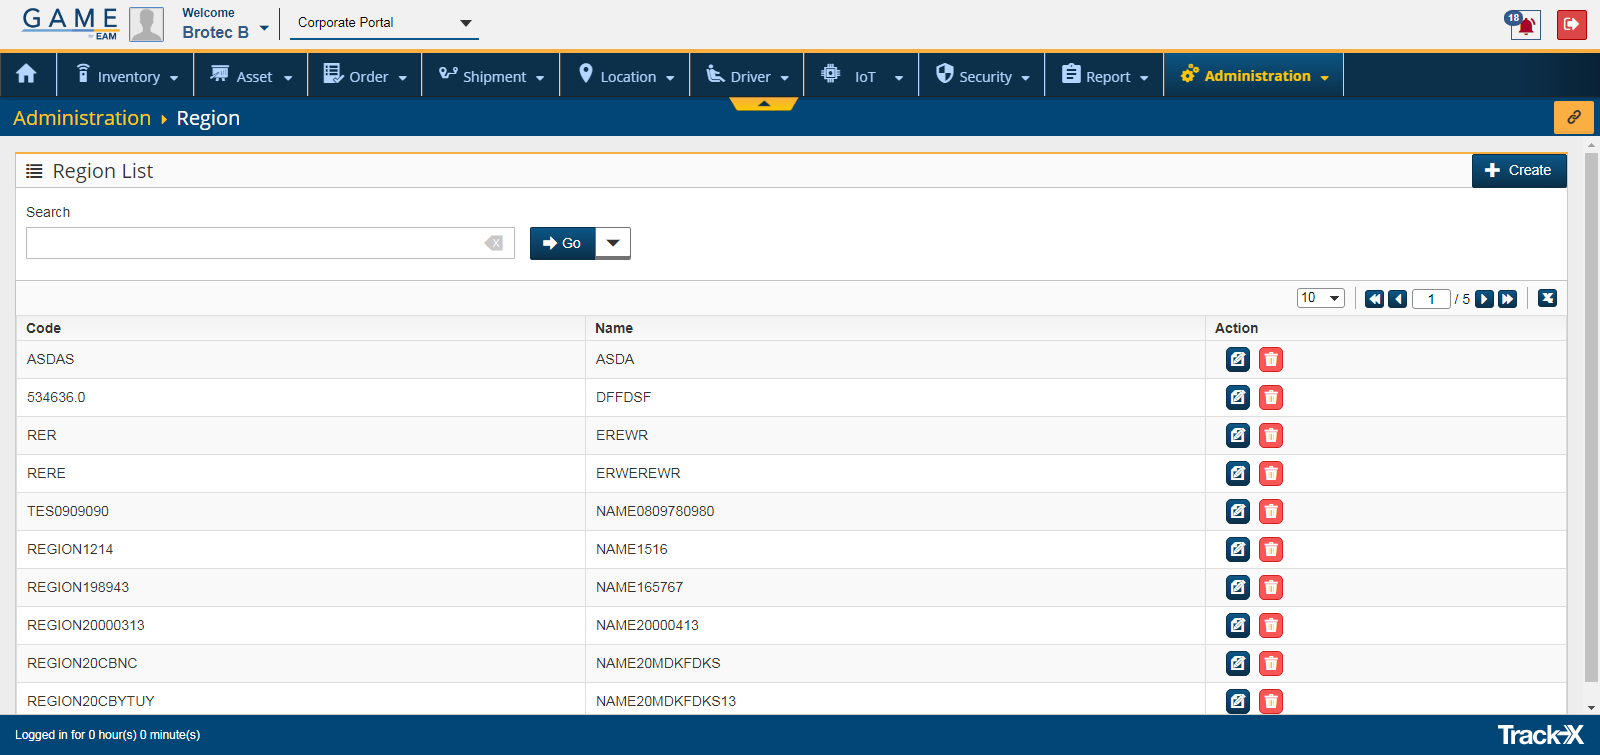 GAME
BY EAM
Welcome
Brotec B
Corporate Portal
18
Inventory
Asset
Order
Shipment
Location
Driver
IoT
Security
Report
Administration
Administration Region
Region List
Create
Search
Go
10
1 / 5
Code Name Action
ASDAS ASDA
534636.0 DFFDSF
RER EREWR
RERE ERWEREWR
TES0909090 NAME0809780980
REGION1214 NAME1516
REGION198943 NAME165767
REGION20000313 NAME20000413
REGION20CBNC NAME20MDKFDKS
REGION20CBYTUY NAME20MDKFDKS13
Logged in for 0 hour(s) 0 minute(s)
Track-X